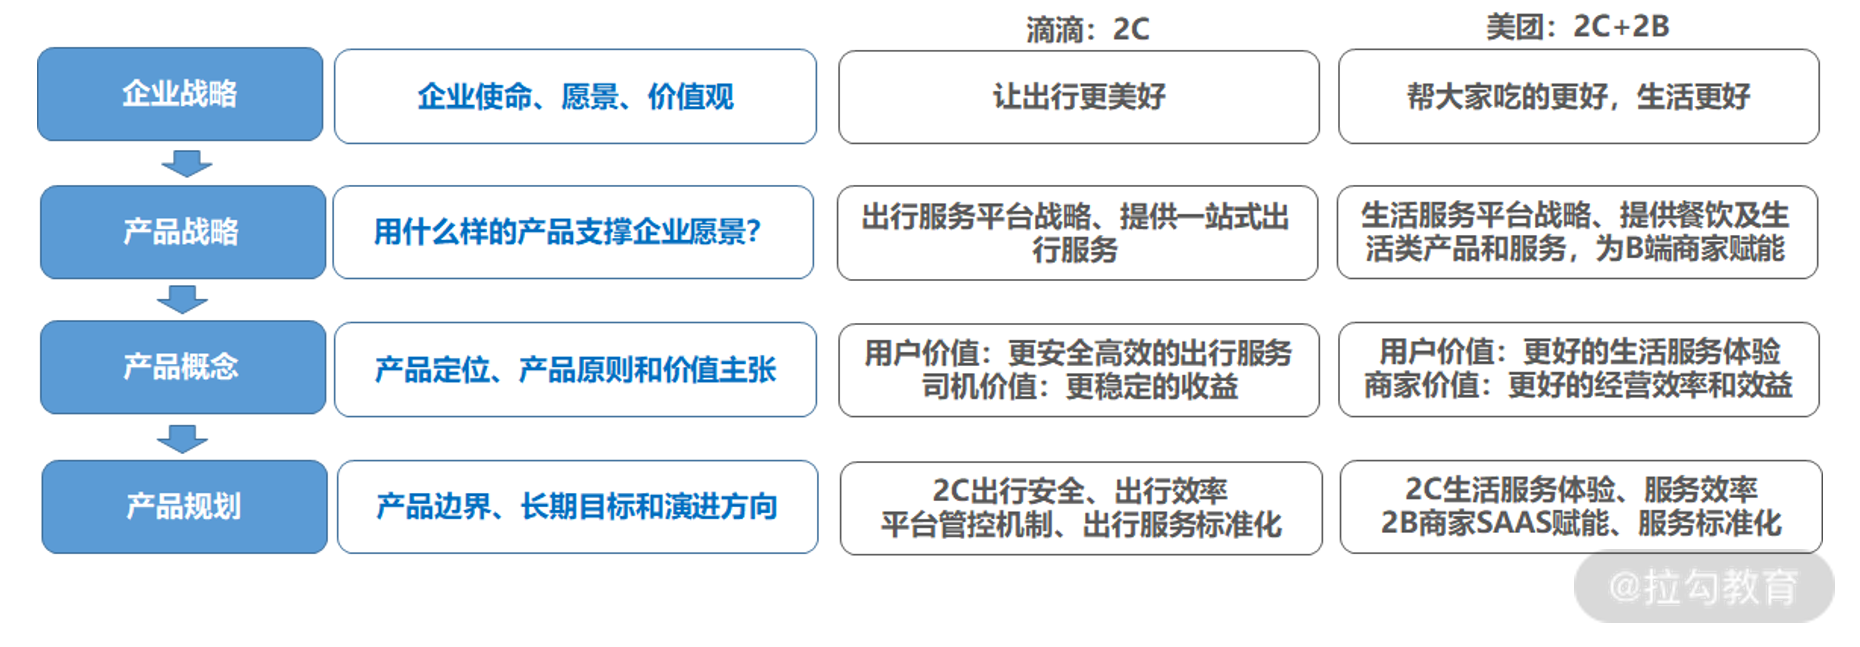 滴滴：2C
美团：2C+2B
企业战略
企业使命、愿景、价值观
让出行更美好
帮大家吃的更好，生活更好
产品战略
用什么样的产品支撑企业愿景？
出行服务平台战略、提供一站式出
行服务
生活服务平台战略、提供餐饮及生
活类产品和服务，为B端商家赋能
产品概念
产品定位、产品原则和价值主张
用户价值：更安全高效的出行服务
司机价值：更稳定的收益
用户价值：更好的生活服务体验
商家价值：更好的经营效率和效益
产品规划
产品边界、长期目标和演进方向
2C出行安全、出行效率
平台管控机制、出行服务标准化
2C生活服务体验、服务效率
2B商家SAAS赋能、服务标准化
@拉勾教育